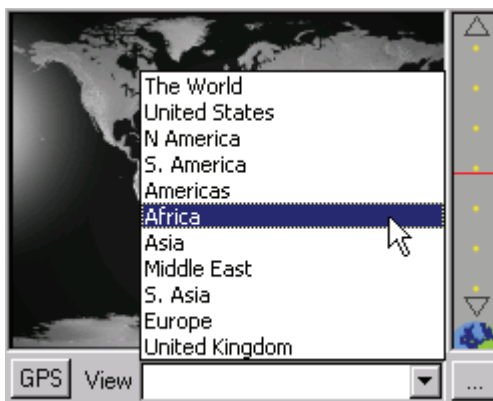 The World
United States
N America
S. America
Americas
Africa
Asia
Middle East
S. Asia
Europe
United Kingdom
GPS View ...